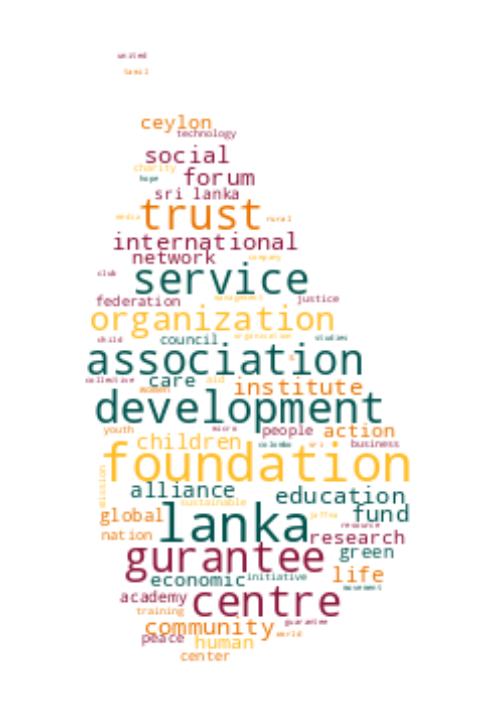 united
tamil
ceylon
technology
social
charity
hope
forum
sri lanka
media
trust
rural
international
network
company
club
service
federation
management
justice
organization
child
council
organisation
studies
association
collective
care
aid
women
institute
development
youth
micro
people
action
children
colombo
sri
business
foundation
mission
alliance
education
sustainable
global
lanka
jaffna
fund
resource
nation
research
gurantee
green
economic
initiative
life
movement
academy
centre
training
community
guarantee
peace
human
world
center